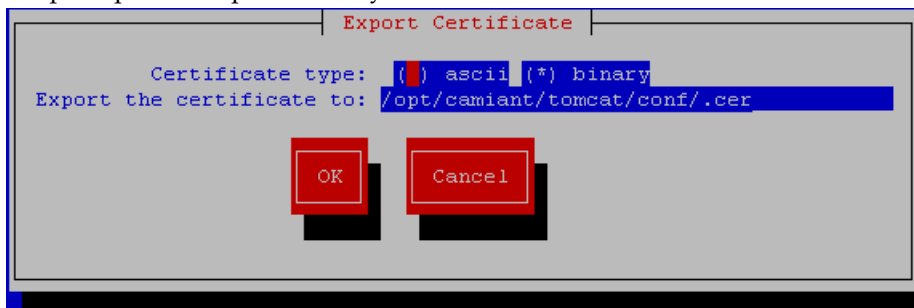 Export Certificate
Certificate type: ( ) ascii (*) binary
Export the certificate to: /opt/camiant/tomcat/conf/.cer
OK Cancel